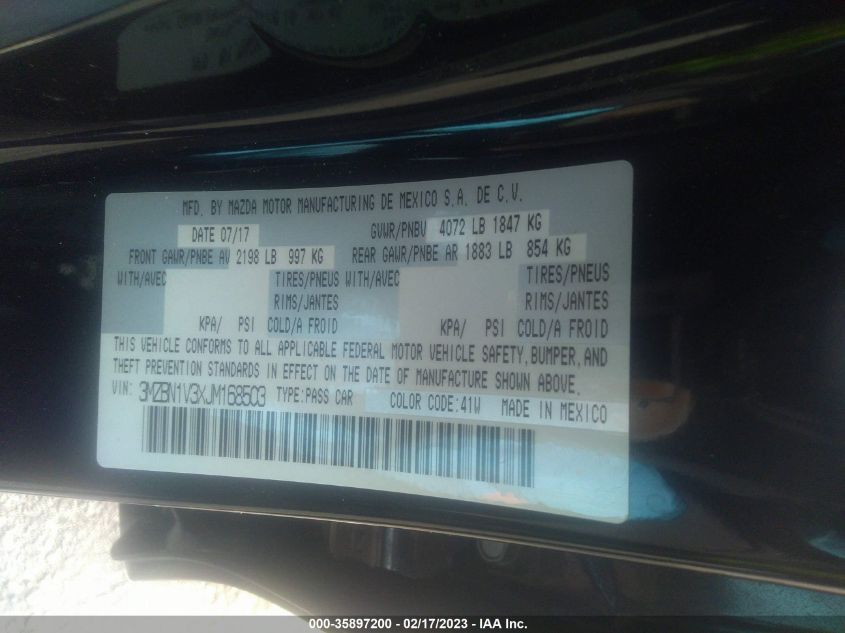 MFD. BY MAZDA MOTOR MANUFACTURING DE MEXICO S.A. DE C.V.
DATE 07/17 GVWR/PNBV 4072 LB 1847 KG
FRONT GAWR/PNBE AV 2198 LB 997 KG REAR GAWR/PNBE AR 1883 LB 854 KG
WITH/AVEC TIRES/PNEUS WITH/AVEC TIRES/PNEUS
RIMS/JANTES RIMS/JANTES
KPA/ PSI COLD/A FROID KPA/ PSI COLD/A FROID
THIS VEHICLE CONFORMS TO ALL APPLICABLE FEDERAL MOTOR VEHICLE SAFETY, BUMPER, AND
THEFT PREVENTION STANDARDS IN EFFECT ON THE DATE OF MANUFACTURE SHOWN ABOVE.
VIN: 3MZBN1V3XJM168503 TYPE:PASS CAR COLOR CODE:41W MADE IN MEXICO
000-35897200 - 02/17/2023 - IAA Inc.